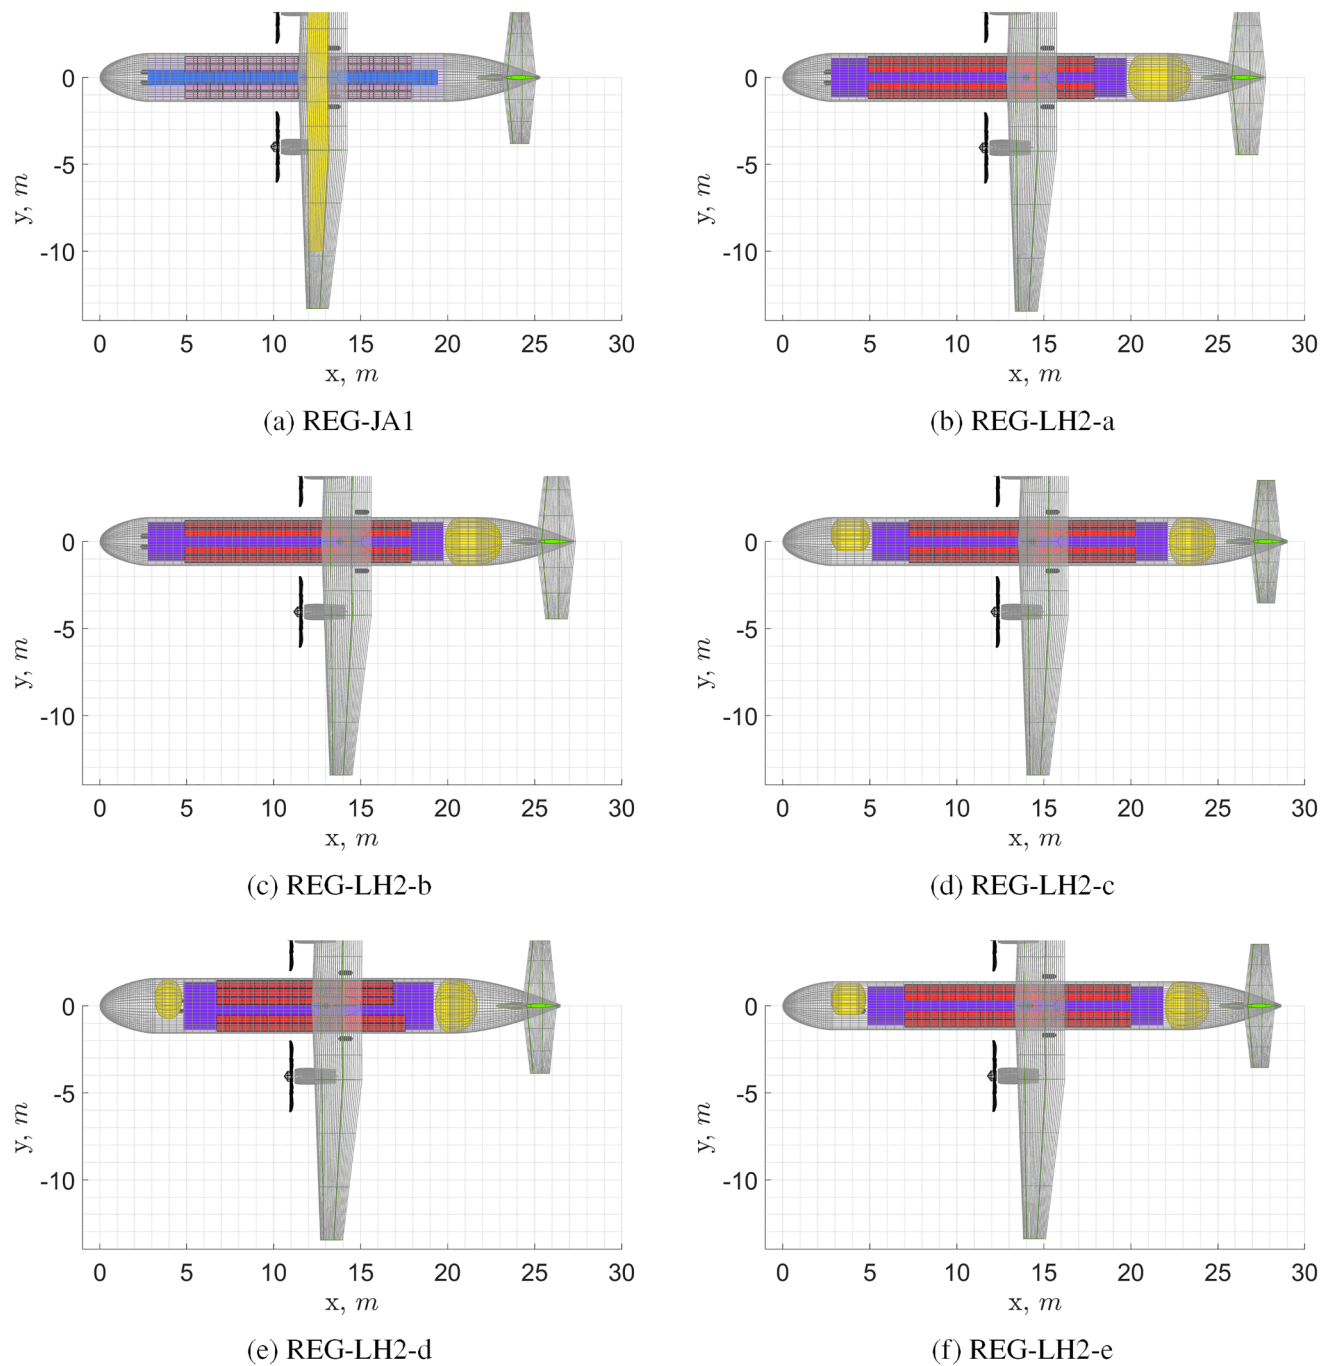 0
-5
-10
y, m
0 5 10 15 20 25 30
x, m
(a) REG-JA1
0
-5
-10
y, m
0 5 10 15 20 25 30
x, m
(b) REG-LH2-a
0
-5
-10
y, m
0 5 10 15 20 25 30
x, m
(c) REG-LH2-b
0
-5
-10
y, m
0 5 10 15 20 25 30
x, m
(d) REG-LH2-c
0
-5
-10
y, m
0 5 10 15 20 25 30
x, m
(e) REG-LH2-d
0
-5
-10
y, m
0 5 10 15 20 25 30
x, m
(f) REG-LH2-e